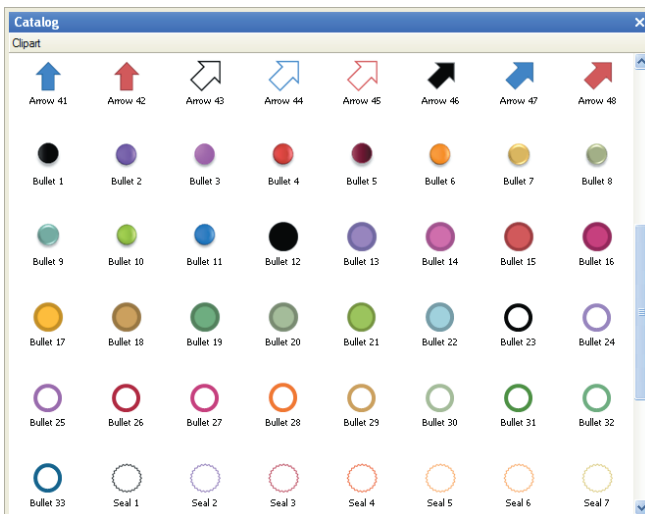 Catalog
Clipart
Arrow 41 Arrow 42 Arrow 43 Arrow 44 Arrow 45 Arrow 46 Arrow 47 Arrow 48
Bullet 1 Bullet 2 Bullet 3 Bullet 4 Bullet 5 Bullet 6 Bullet 7 Bullet 8
Bullet 9 Bullet 10 Bullet 11 Bullet 12 Bullet 13 Bullet 14 Bullet 15 Bullet 16
Bullet 17 Bullet 18 Bullet 19 Bullet 20 Bullet 21 Bullet 22 Bullet 23 Bullet 24
Bullet 25 Bullet 26 Bullet 27 Bullet 28 Bullet 29 Bullet 30 Bullet 31 Bullet 32
Bullet 33 Seal 1 Seal 2 Seal 3 Seal 4 Seal 5 Seal 6 Seal 7